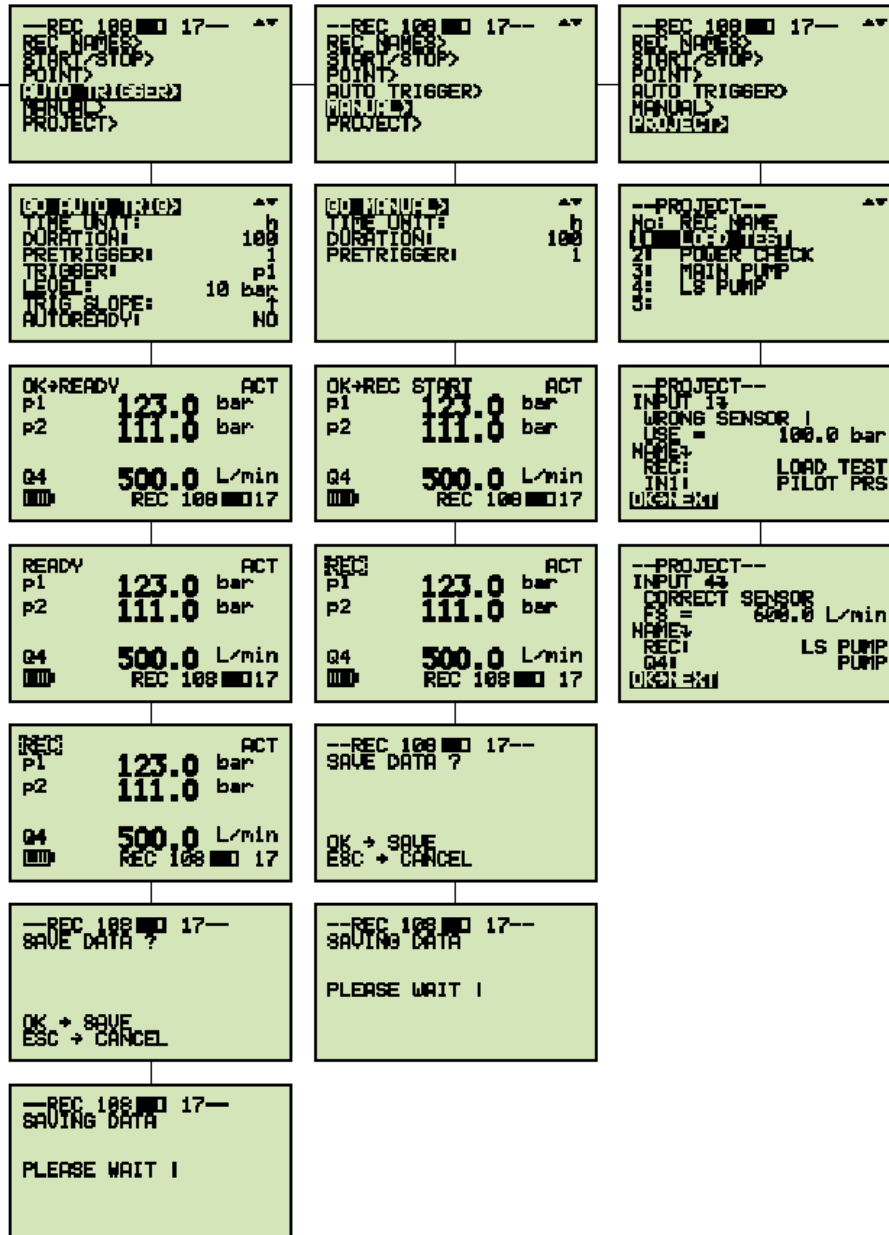 --REC 108 17--
REC NAMES>
START/STOP>
POINT>
AUTO TRIGGER>
MANUAL>
PROJECT>
GO AUTO TRIG>
TIME UNIT: h
DURATION: 100
PRETRIGGER: 1
TRIGGER: p1
LEVEL: 10 bar
TRIG SLOPE: ↑
AUTOREADY: NO
OK→READY ACT
p1 123.0 bar
p2 111.0 bar
Q4 500.0 L/min
REC 108 17
READY ACT
p1 123.0 bar
p2 111.0 bar
Q4 500.0 L/min
REC 108 17
REC ACT
p1 123.0 bar
p2 111.0 bar
Q4 500.0 L/min
REC 108 17
--REC 108 17--
SAVE DATA ?
OK → SAVE
ESC → CANCEL
--REC 108 17--
SAVING DATA
PLEASE WAIT !
--REC 108 17--
REC NAMES>
START/STOP>
POINT>
AUTO TRIGGER>
MANUAL>
PROJECT>
GO MANUAL>
TIME UNIT: h
DURATION: 100
PRETRIGGER: 1
OK→REC START ACT
p1 123.0 bar
p2 111.0 bar
Q4 500.0 L/min
REC 108 17
REC ACT
p1 123.0 bar
p2 111.0 bar
Q4 500.0 L/min
REC 108 17
--REC 108 17--
SAVE DATA ?
OK → SAVE
ESC → CANCEL
--REC 108 17--
SAVING DATA
PLEASE WAIT !
--REC 108 17--
REC NAMES>
START/STOP>
POINT>
AUTO TRIGGER>
MANUAL>
PROJECT>
--PROJECT--
No: REC NAME
1: LOAD TEST
2: POWER CHECK
3: MAIN PUMP
4: LS PUMP
5:
--PROJECT--
INPUT 1↴
WRONG SENSOR !
USE = 100.0 bar
NAME↴
REC: LOAD TEST
IN1: PILOT PRS
OK→NEXT
--PROJECT--
INPUT 4↴
CORRECT SENSOR
FS = 600.0 L/min
NAME↴
REC: LS PUMP
Q4: PUMP
OK→NEXT